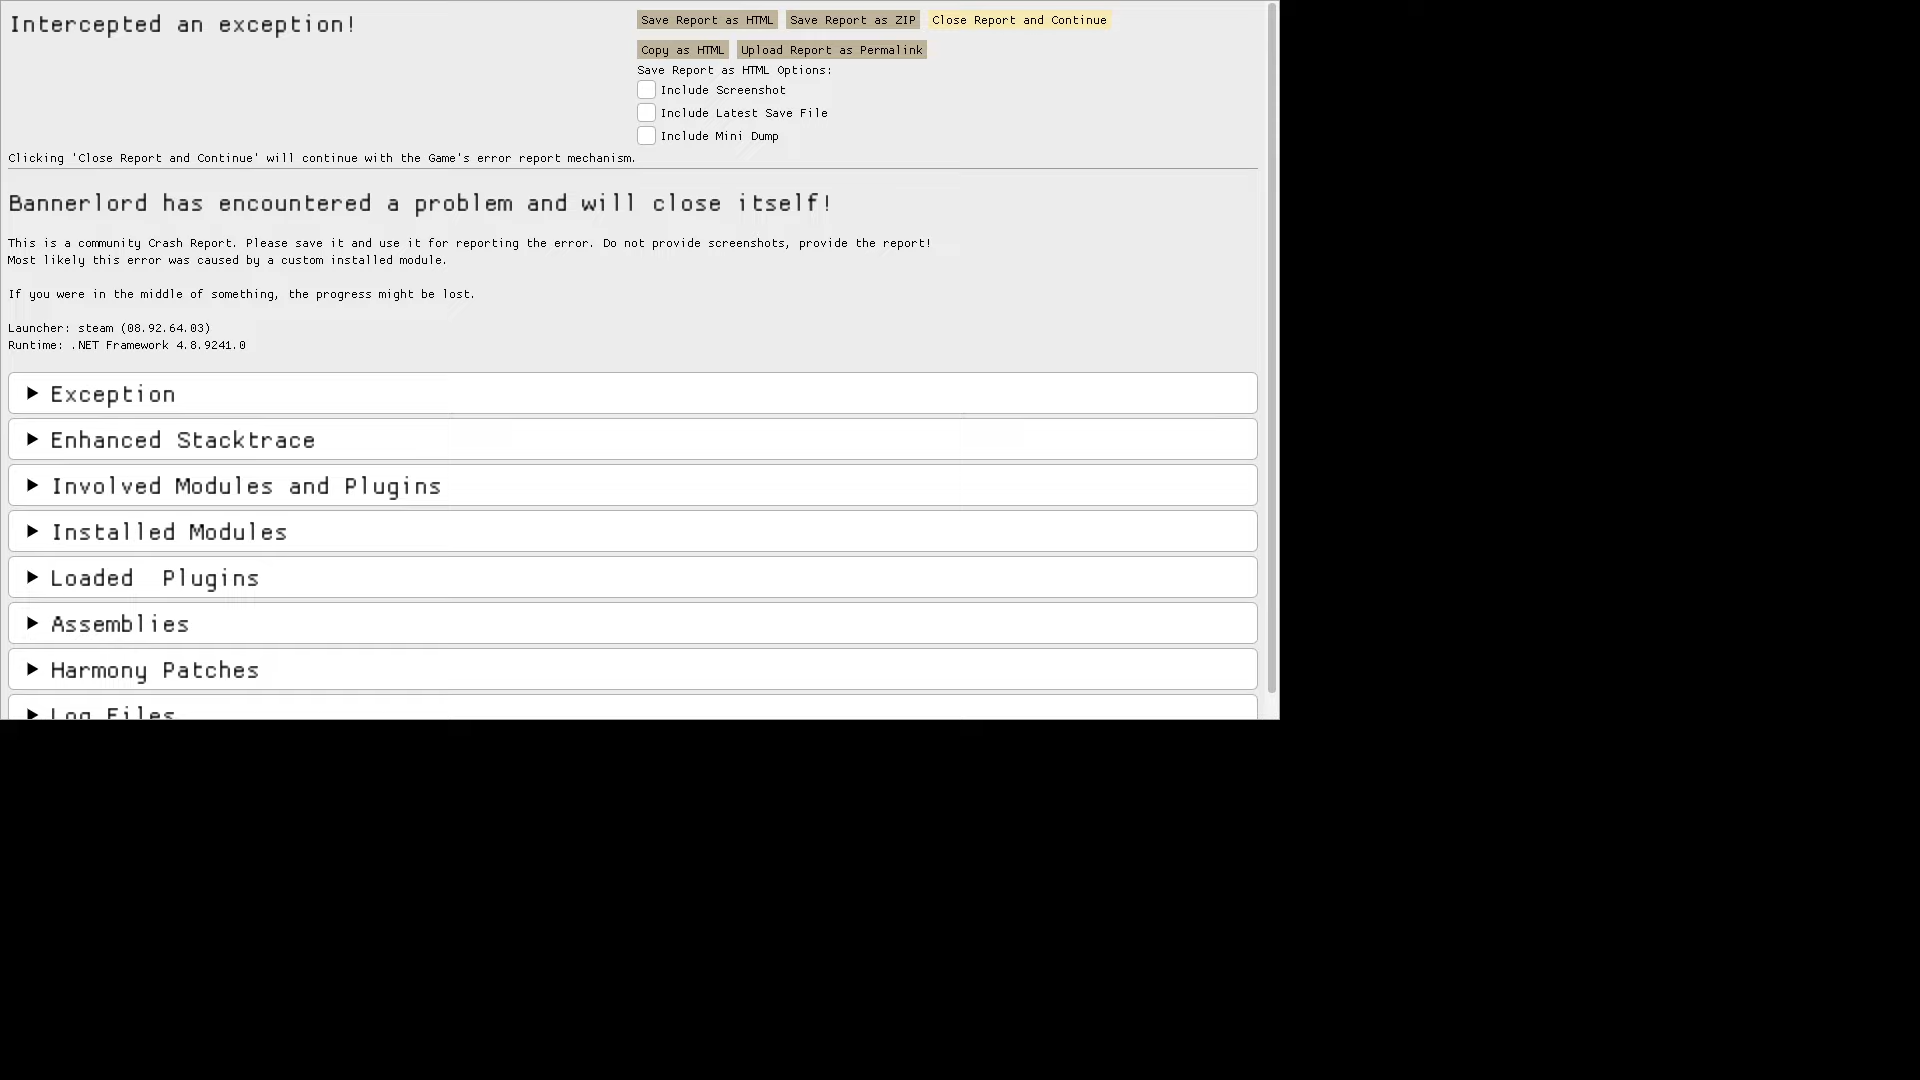 Intercepted an exception!
Save Report as HTML Save Report as ZIP Close Report and Continue
Copy as HTML Upload Report as Permalink
Save Report as HTML Options:
Include Screenshot
Include Latest Save File
Include Mini Dump
Clicking 'Close Report and Continue' will continue with the Game's error report mechanism.
Bannerlord has encountered a problem and will close itself!
This is a community Crash Report. Please save it and use it for reporting the error. Do not provide screenshots, provide the report!
Most likely this error was caused by a custom installed module.
If you were in the middle of something, the progress might be lost.
Launcher: steam (08.92.64.03)
Runtime: .NET Framework 4.8.9241.0
Exception
Enhanced Stacktrace
Involved Modules and Plugins
Installed Modules
Loaded  Plugins
Assemblies
Harmony Patches
Log Files